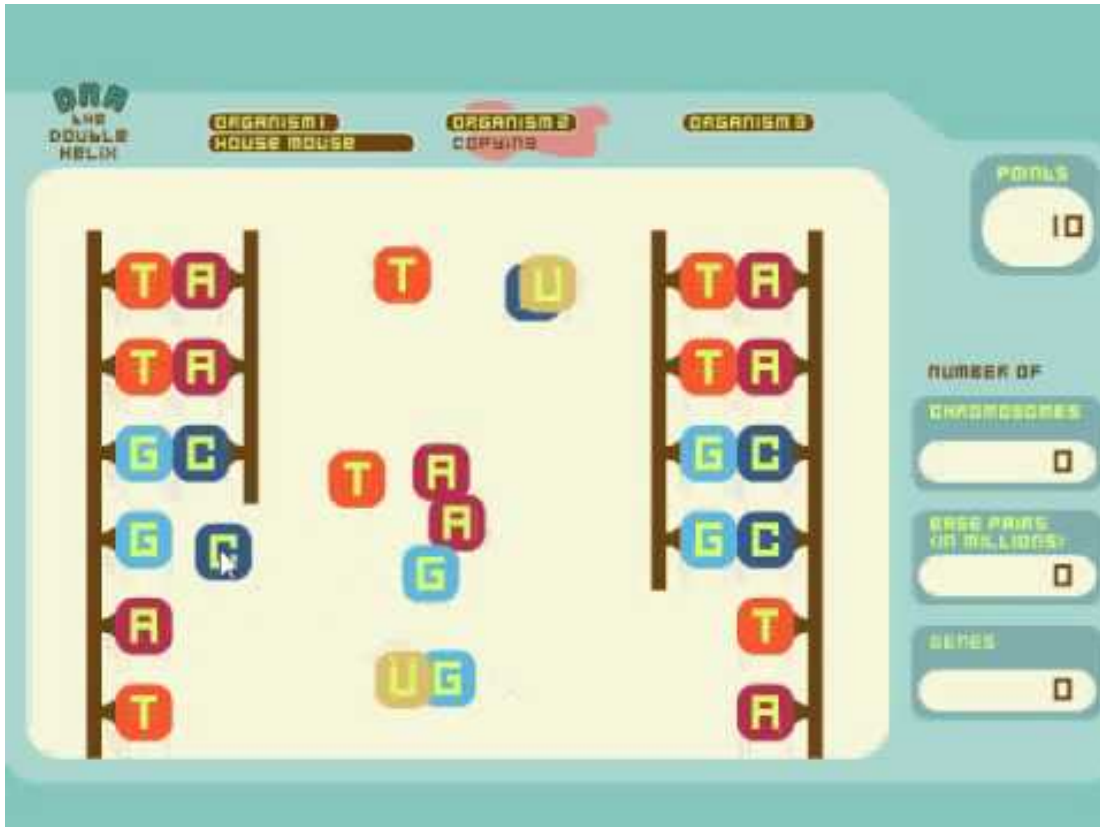 DNA
the
DOUBLE
HELIX
ORGANISM 1
HOUSE MOUSE
ORGANISM 2
COPYING
ORGANISM 3
POINTS
10
T A
T
U
T A
T A
T A
G C
T
A
G C
A
G
C
G
G C
A
T
T
U G
A
NUMBER OF
CHROMOSOMES
0
BASE PAIRS
(IN MILLIONS)
0
GENES
0